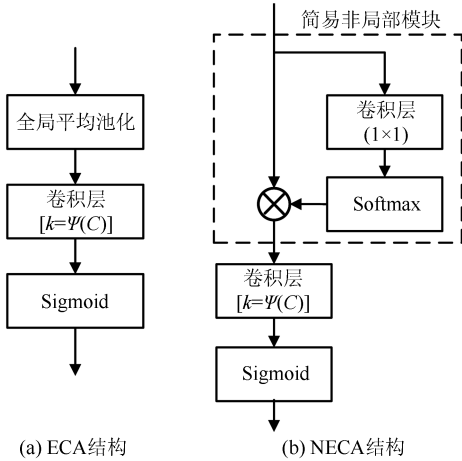 全局平均池化
卷积层
[k=Ψ(C)]
Sigmoid
(a) ECA结构
简易非局部模块
卷积层
(1×1)
Softmax
卷积层
[k=Ψ(C)]
Sigmoid
(b) NECA结构